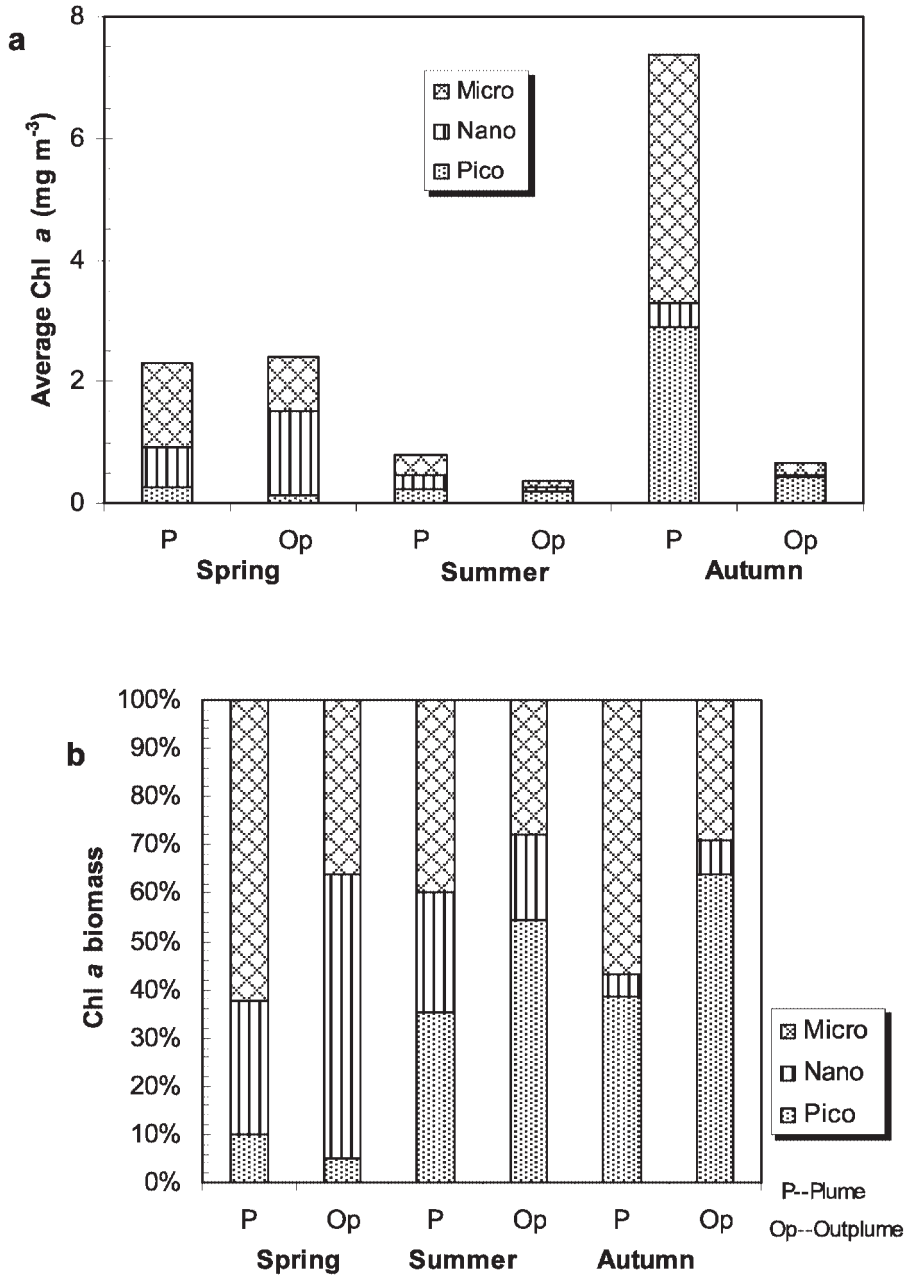 a
8
6
4
2
0
Average Chl a (mg m-3)
Micro
Nano
Pico
P Op P Op P Op
Spring Summer Autumn
b
100%
90%
80%
70%
60%
50%
40%
30%
20%
10%
0%
Chl a biomass
Micro
Nano
Pico
P--Plume
Op--Outplume
P Op P Op P Op
Spring Summer Autumn